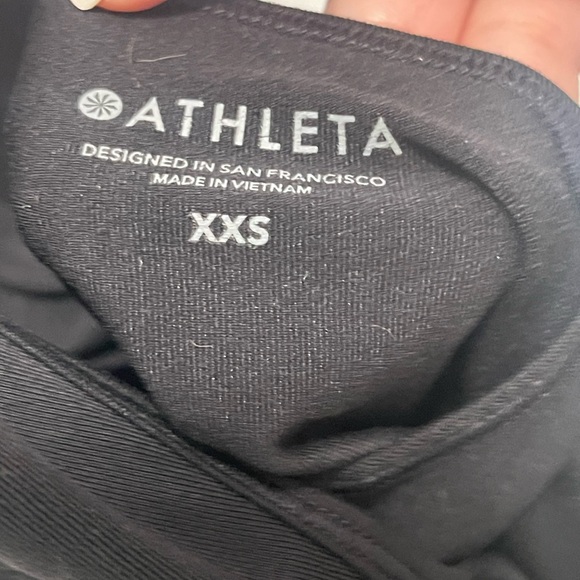 ATHLETA
DESIGNED IN SAN FRANCISCO
MADE IN VIETNAM
XXS